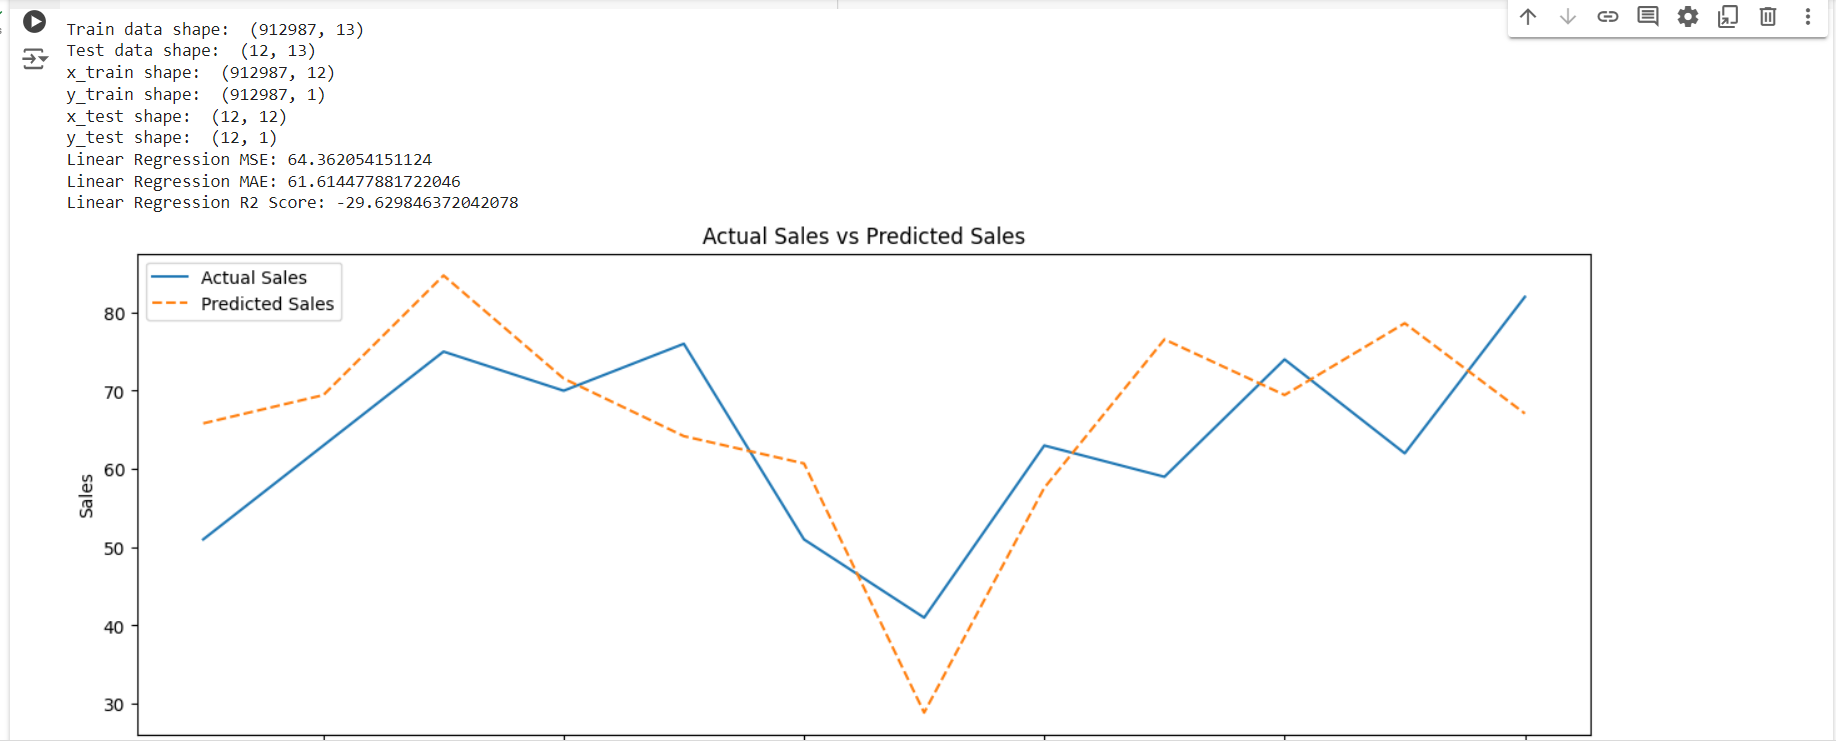 Train data shape:  (912987, 13)
Test data shape:  (12, 13)
x_train shape:  (912987, 12)
y_train shape:  (912987, 1)
x_test shape:  (12, 12)
y_test shape:  (12, 1)
Linear Regression MSE: 64.362054151124
Linear Regression MAE: 61.614477881722046
Linear Regression R2 Score: -29.629846372042078
Actual Sales vs Predicted Sales
Actual Sales
Predicted Sales
80
70
60
50
40
30
Sales